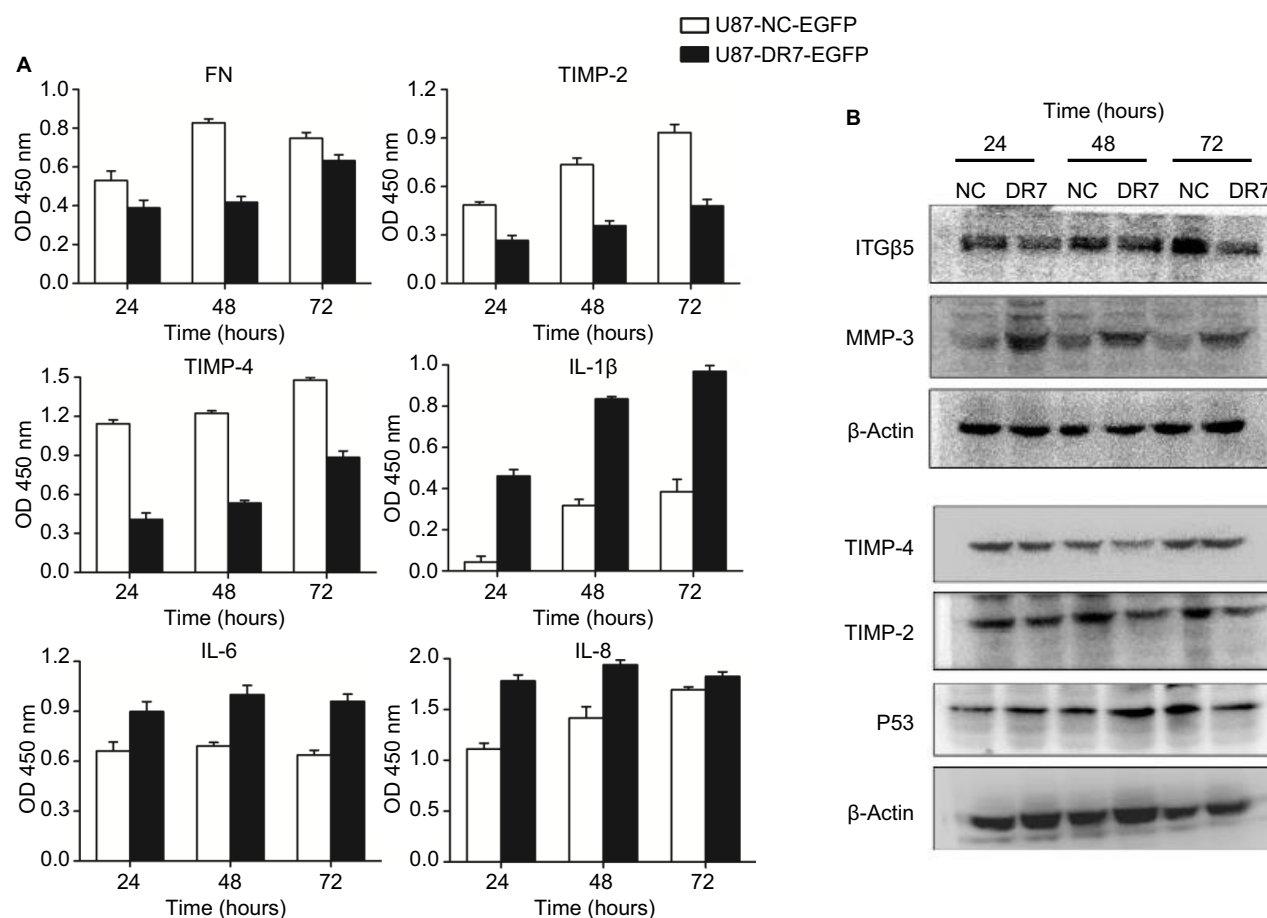 U87-NC-EGFP
U87-DR7-EGFP
A
FN
OD 450 nm
1.0
0.8
0.6
0.4
0.2
0.0
24 48 72
Time (hours)
TIMP-2
OD 450 nm
1.2
0.9
0.6
0.3
0.0
24 48 72
Time (hours)
TIMP-4
OD 450 nm
1.5
1.2
0.9
0.6
0.3
0.0
24 48 72
Time (hours)
IL-1β
OD 450 nm
1.0
0.8
0.6
0.4
0.2
0.0
24 48 72
Time (hours)
IL-6
OD 450 nm
1.2
0.9
0.6
0.3
0.0
24 48 72
Time (hours)
IL-8
OD 450 nm
2.0
1.5
1.0
0.5
0.0
24 48 72
Time (hours)
B
Time (hours)
24 48 72
NC DR7 NC DR7 NC DR7
ITGβ5
MMP-3
β-Actin
TIMP-4
TIMP-2
P53
β-Actin